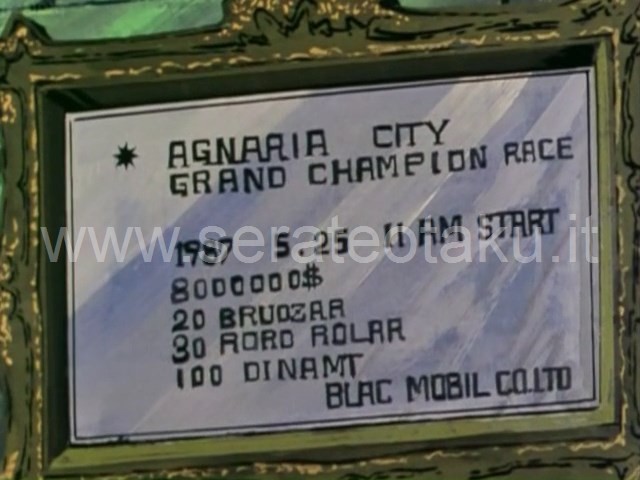 * AGNARIA CITY
GRAND CHAMPION RACE
www.serateotaku.it
1987 5.25 11 AM START
8000000$
20 BRUOZAR
30 RORD ROLAR
100 DINAMT
BLAC MOBIL CO.LTD